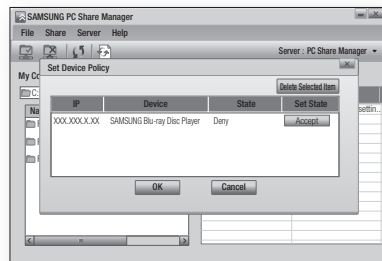 SAMSUNG PC Share Manager
File Share Server Help
Server : PC Share Manager
Set Device Policy
My Co
Delete Selected Item
C:
IP Device State Set State
Na
settin..
XXX.XXX.X.XX SAMSUNG Blu-ray Disc Player Deny Accept
OK Cancel